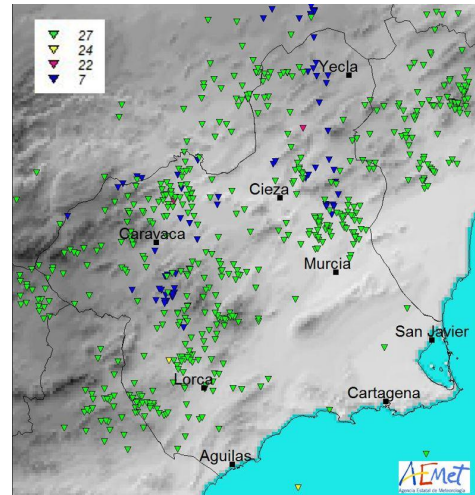 27
24
22
7
Yecla
Cieza
Caravaca
Murcia
San Javier
Lorca
Cartagena
Aguilas
AEMet
Agencia Estatal de Meteorología